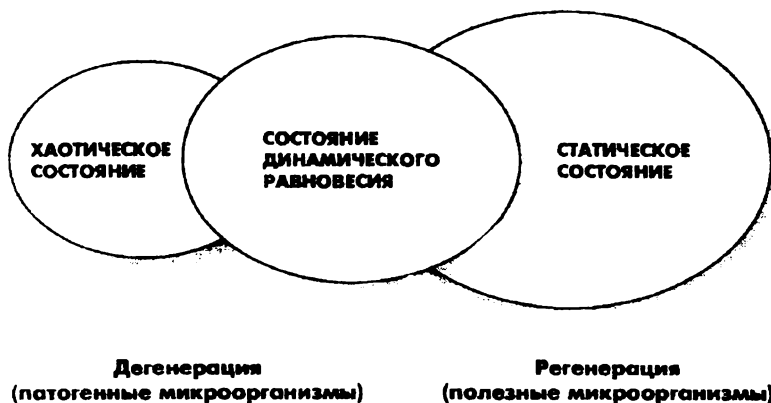 ХАОТИЧЕСКОЕ
СОСТОЯНИЕ
СОСТОЯНИЕ
ДИНАМИЧЕСКОГО
РАВНОВЕСИЯ
СТАТИЧЕСКОЕ
СОСТОЯНИЕ
Дегенерация
(патогенные микроорганизмы)
Регенерация
(полезные микроорганизмы)